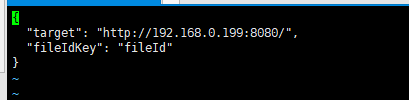 {
  "target": "http://192.168.0.199:8080/",
  "fileIdKey": "fileId"
}
~
~